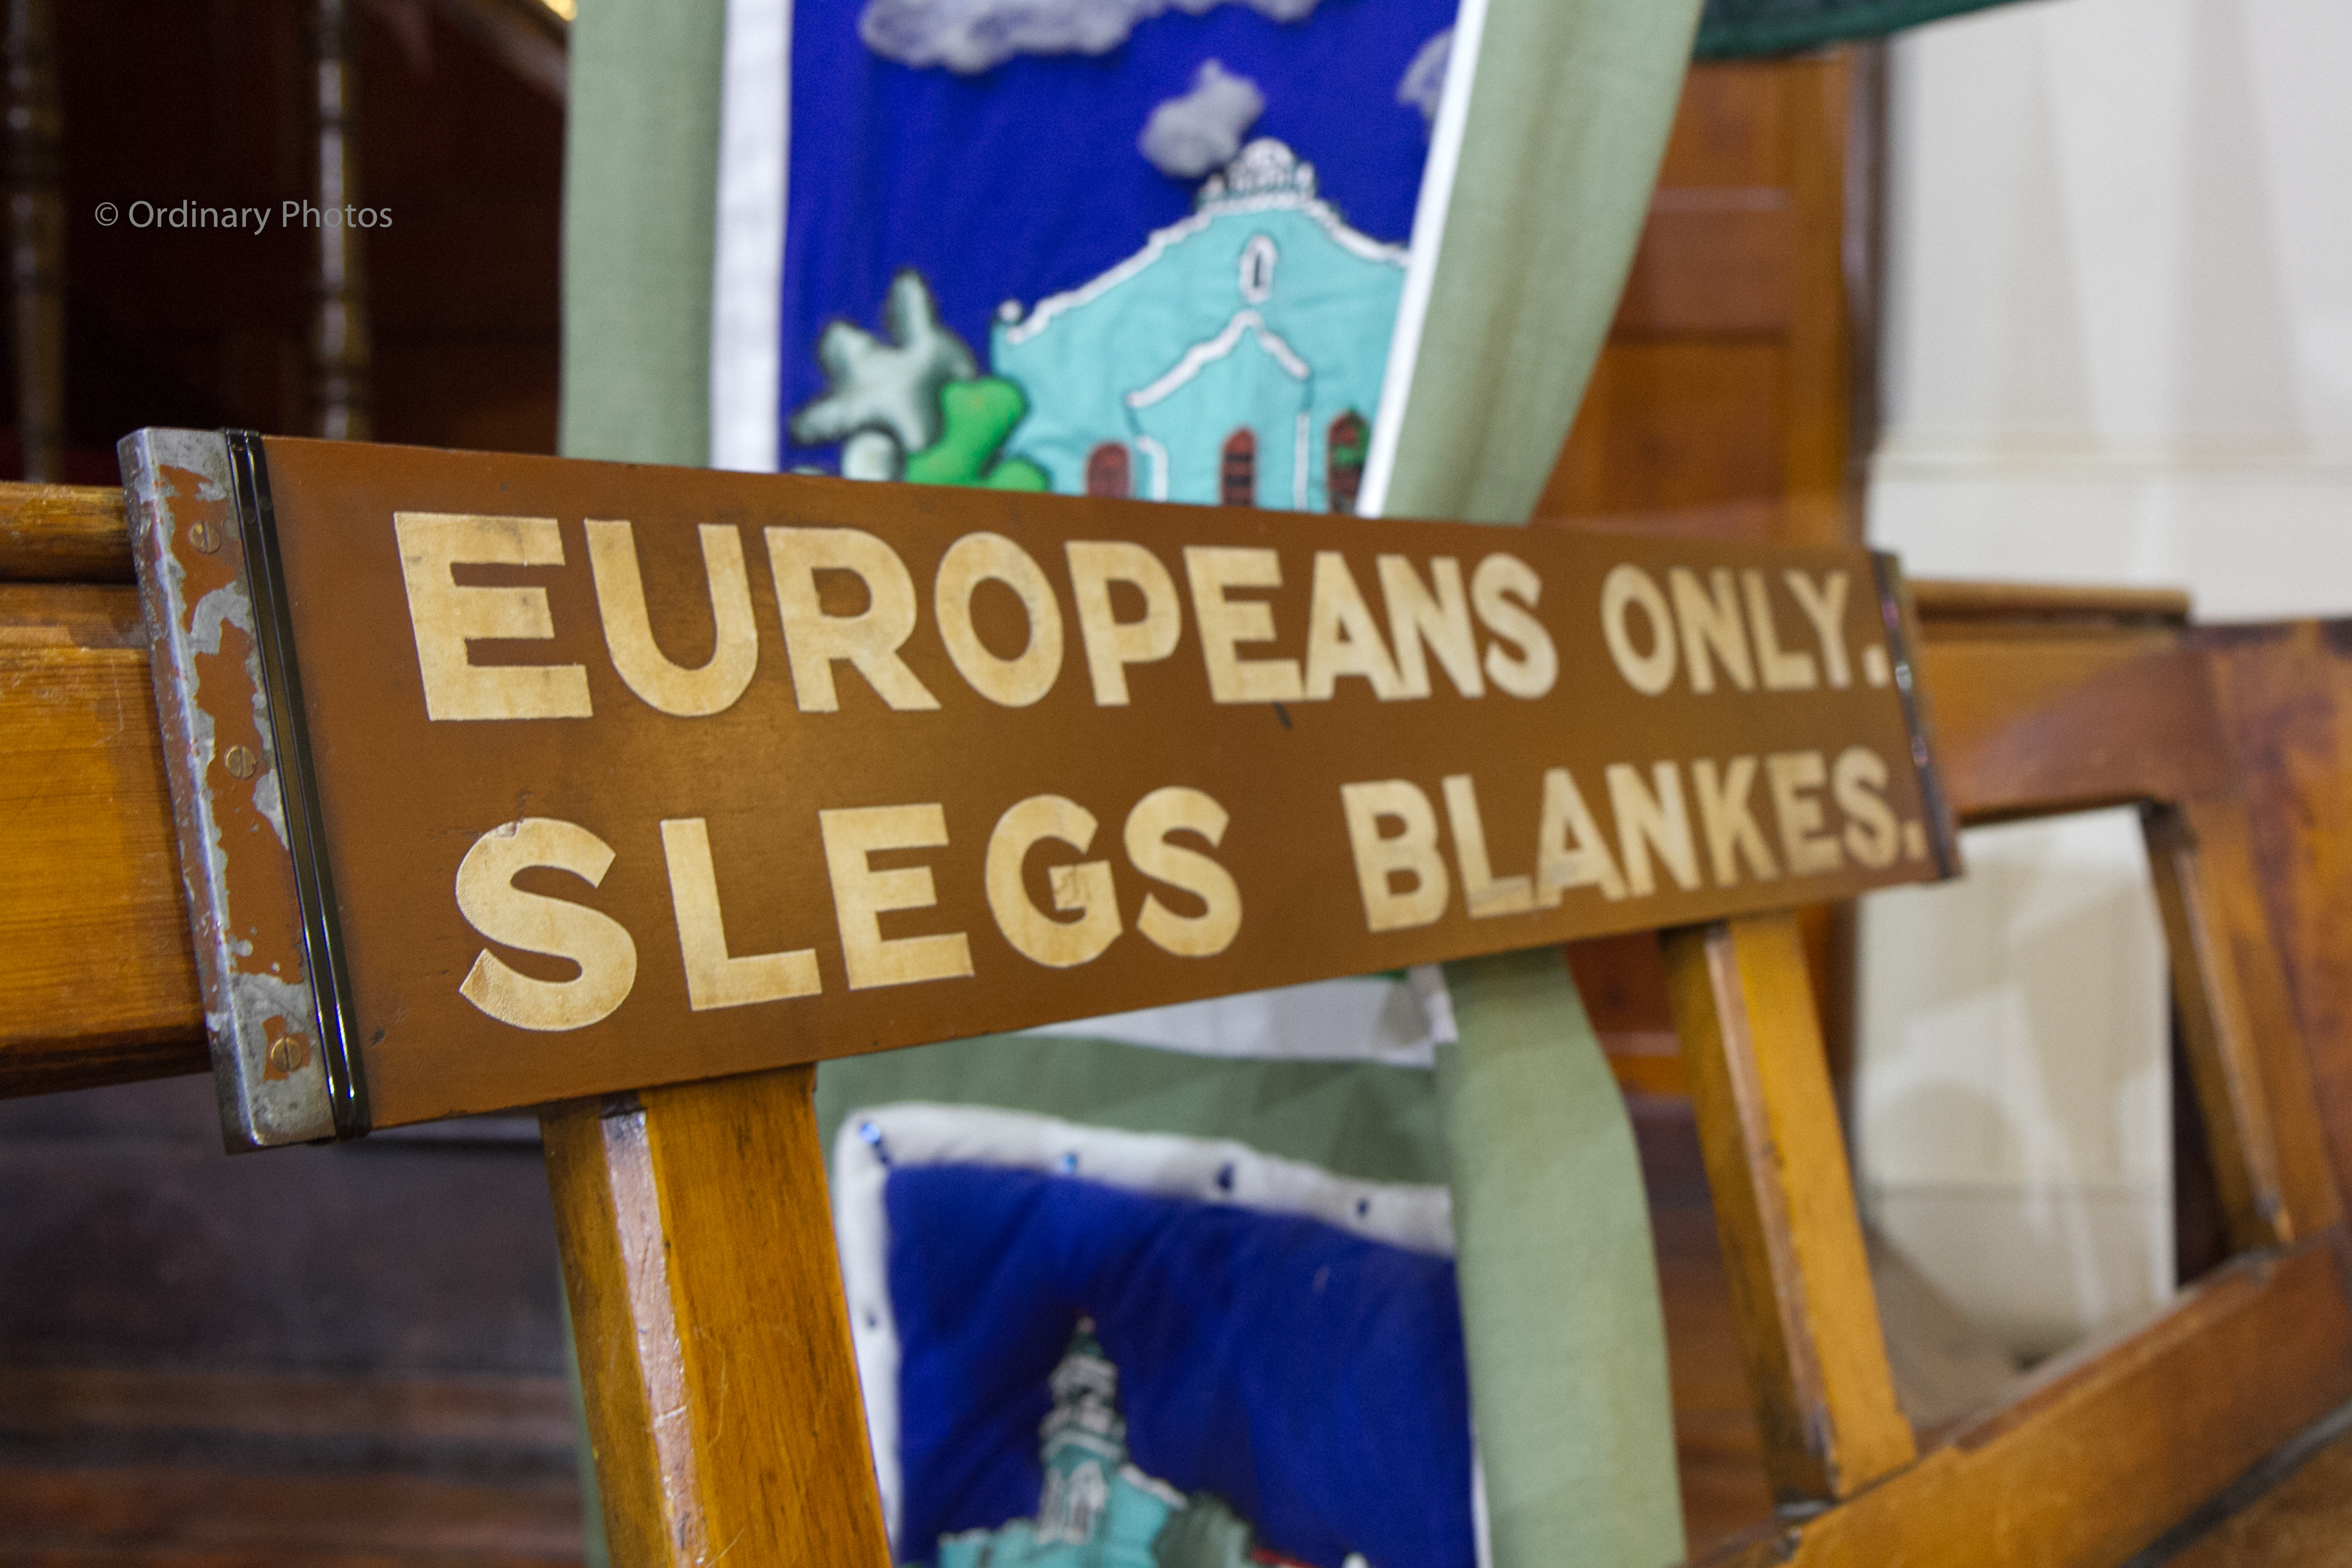 © Ordinary Photos
EUROPEANS ONLY.
SLEGS BLANKES.